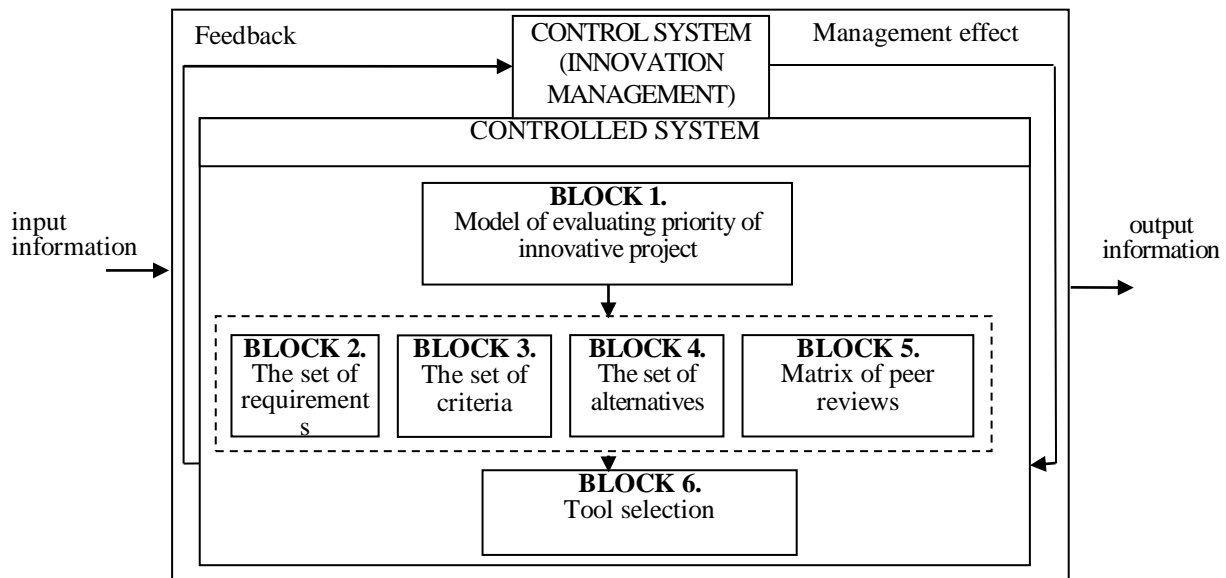 Feedback
CONTROL SYSTEM
(INNOVATION
MANAGEMENT)
Management effect
CONTROLLED SYSTEM
input
information
BLOCK 1.
Model of evaluating priority of
innovative project
output
information
BLOCK 2.
The set of
requirement
s
BLOCK 3.
The set of
criteria
BLOCK 4.
The set of
alternatives
BLOCK 5.
Matrix of peer
reviews
BLOCK 6.
Tool selection